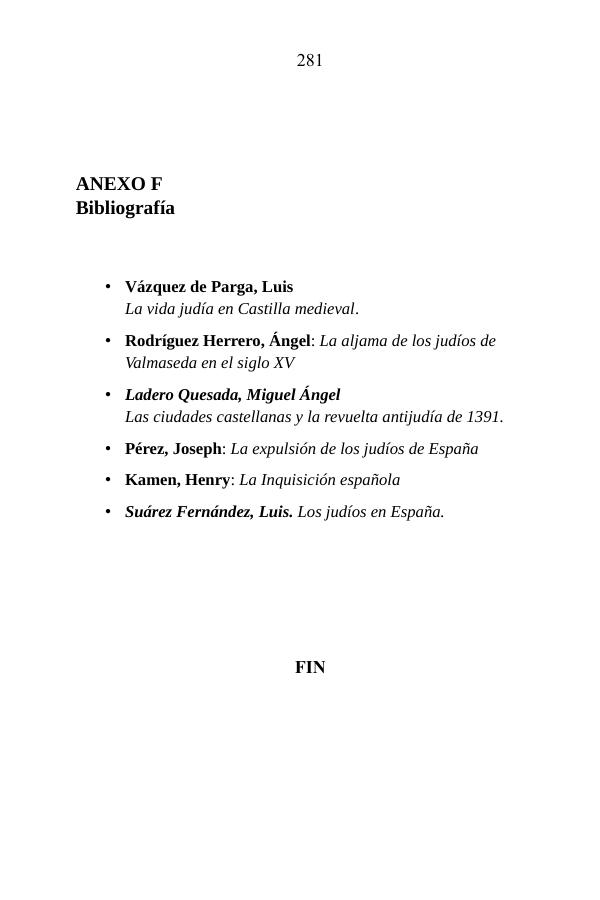 281
ANEXO F
Bibliografía
• Vázquez de Parga, Luis
La vida judía en Castilla medieval.
• Rodríguez Herrero, Ángel: La aljama de los judíos de
Valmaseda en el siglo XV
• Ladero Quesada, Miguel Ángel
Las ciudades castellanas y la revuelta antijudía de 1391.
• Pérez, Joseph: La expulsión de los judíos de España
• Kamen, Henry: La Inquisición española
• Suárez Fernández, Luis. Los judíos en España.
FIN